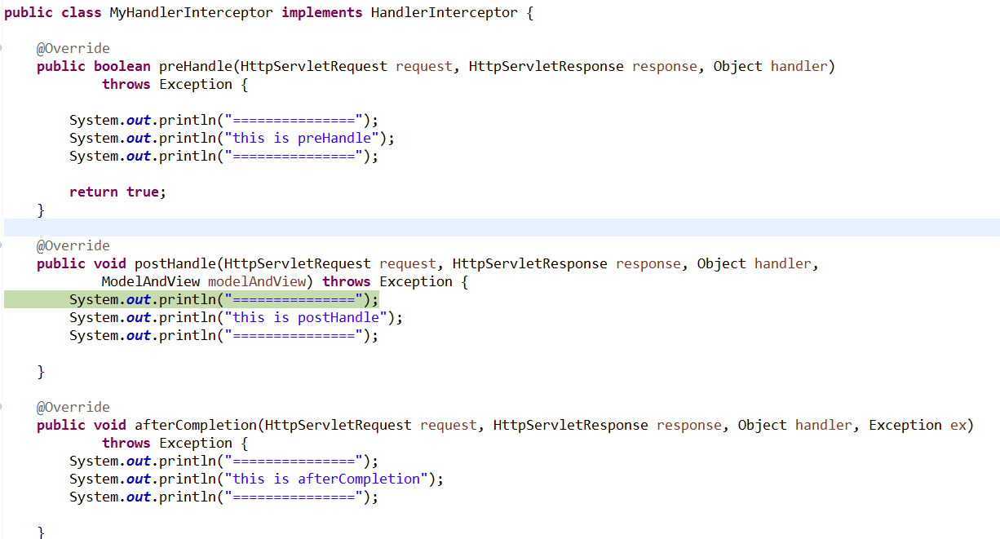 public class MyHandlerInterceptor implements HandlerInterceptor {
@Override
public boolean preHandle(HttpServletRequest request, HttpServletResponse response, Object handler)
throws Exception {
System.out.println("===============");
System.out.println("this is preHandle");
System.out.println("===============");
return true;
}
@Override
public void postHandle(HttpServletRequest request, HttpServletResponse response, Object handler,
ModelAndView modelAndView) throws Exception {
System.out.println("===============");
System.out.println("this is postHandle");
System.out.println("===============");
}
@Override
public void afterCompletion(HttpServletRequest request, HttpServletResponse response, Object handler, Exception ex)
throws Exception {
System.out.println("===============");
System.out.println("this is afterCompletion");
System.out.println("===============");
}